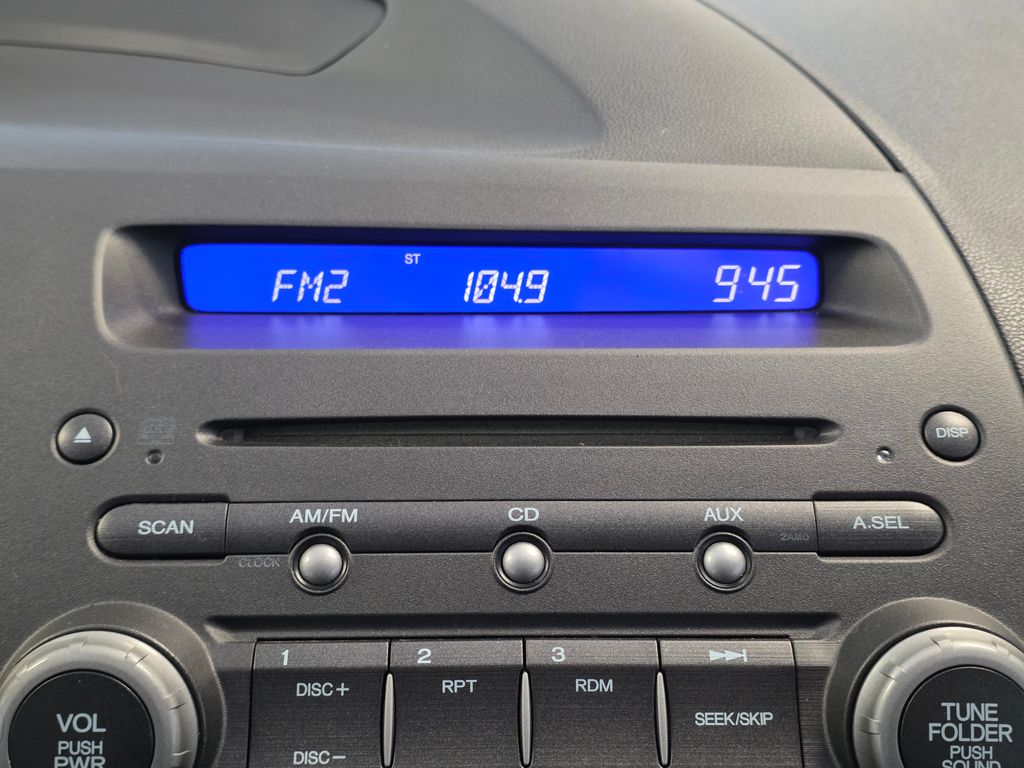 ST
FM2 104.9 9:45
DISP
SCAN AM/FM CD AUX A.SEL
CLOCK 2AM0
1 2 3
DISC+ RPT RDM
SEEK/SKIP
DISC−
VOL
PUSH
PWR
TUNE
FOLDER
PUSH
SOUND